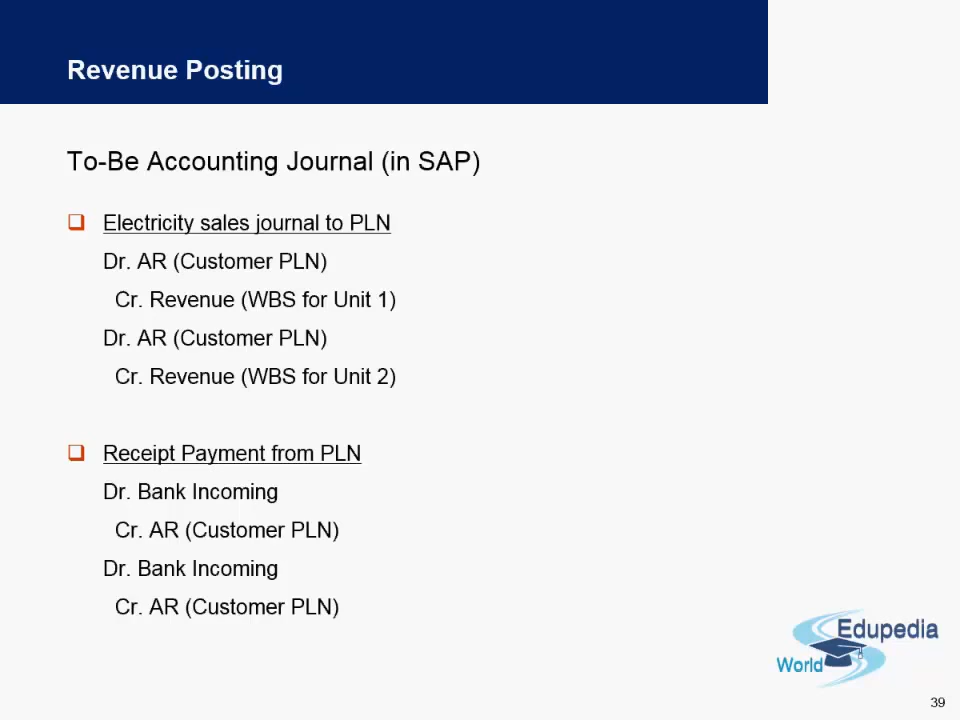 Revenue Posting
To-Be Accounting Journal (in SAP)
Electricity sales journal to PLN
Dr. AR (Customer PLN)
Cr. Revenue (WBS for Unit 1)
Dr. AR (Customer PLN)
Cr. Revenue (WBS for Unit 2)
Receipt Payment from PLN
Dr. Bank Incoming
Cr. AR (Customer PLN)
Dr. Bank Incoming
Cr. AR (Customer PLN)
Edupedia
World
39